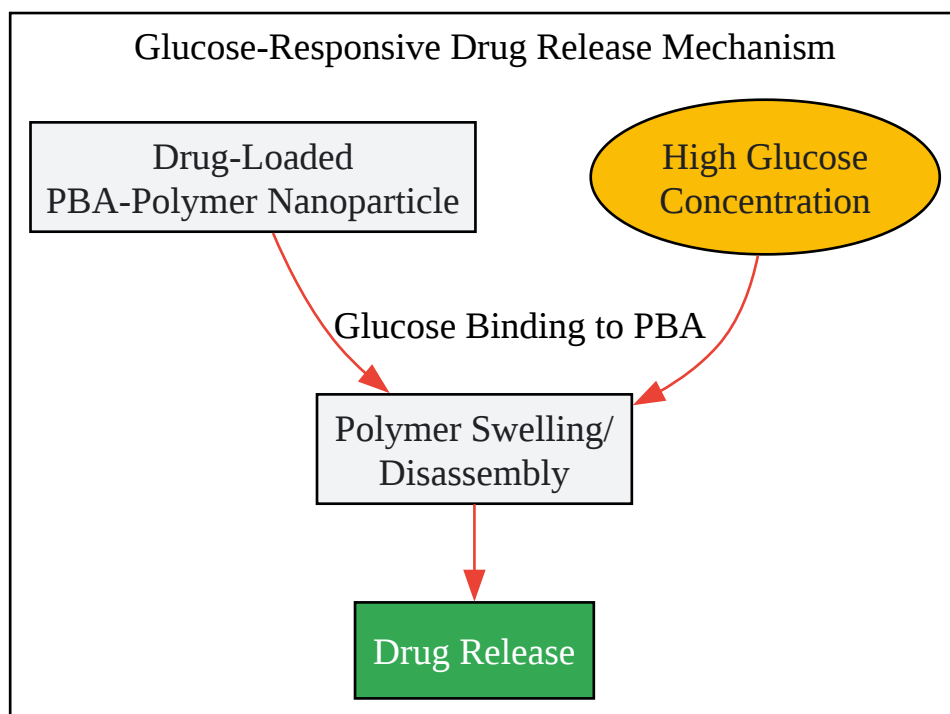 Glucose-Responsive Drug Release Mechanism
Drug-Loaded
PBA-Polymer Nanoparticle
High Glucose
Concentration
Glucose Binding to PBA
Polymer Swelling/
Disassembly
Drug Release